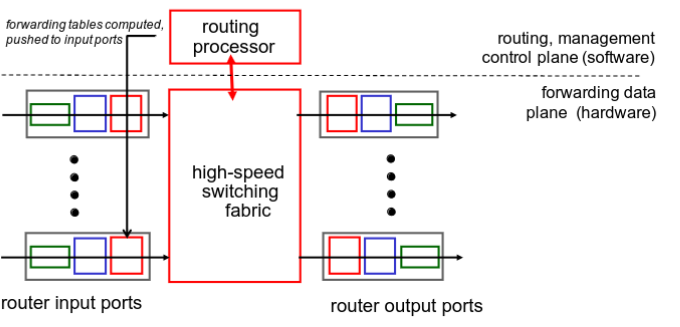 forwarding tables computed,
pushed to input ports
routing
processor
routing, management
control plane (software)
forwarding data
plane (hardware)
high-speed
switching
fabric
router input ports
router output ports